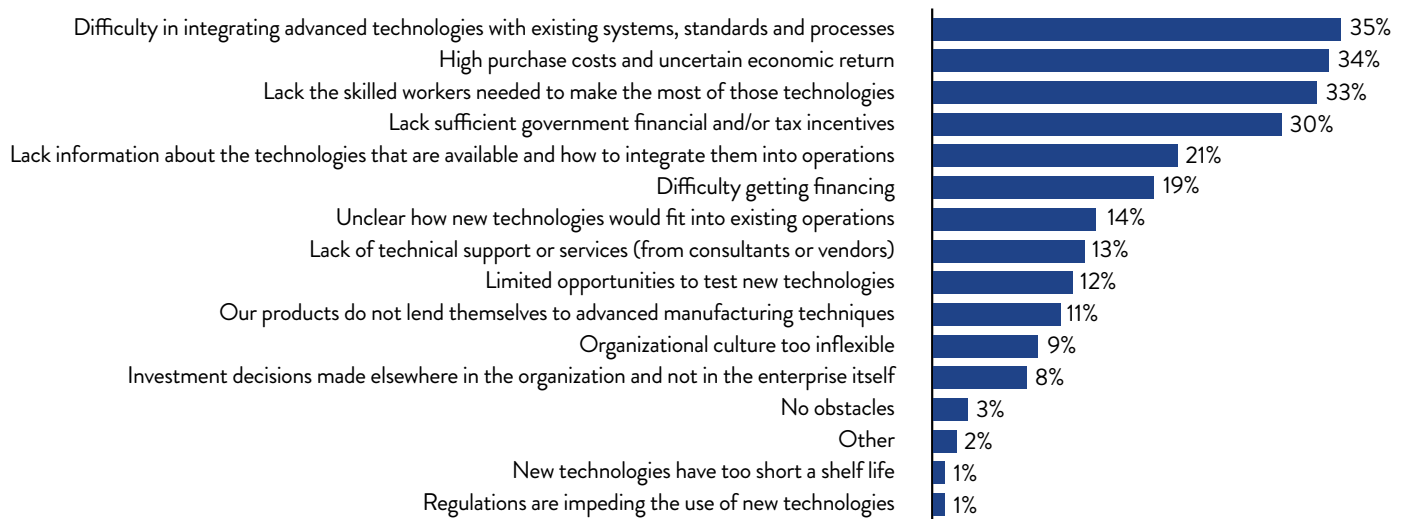 Difficulty in integrating advanced technologies with existing systems, standards and processes 35%
High purchase costs and uncertain economic return 34%
Lack the skilled workers needed to make the most of those technologies 33%
Lack sufficient government financial and/or tax incentives 30%
Lack information about the technologies that are available and how to integrate them into operations 21%
Difficulty getting financing 19%
Unclear how new technologies would fit into existing operations 14%
Lack of technical support or services (from consultants or vendors) 13%
Limited opportunities to test new technologies 12%
Our products do not lend themselves to advanced manufacturing techniques 11%
Organizational culture too inflexible 9%
Investment decisions made elsewhere in the organization and not in the enterprise itself 8%
No obstacles 3%
Other 2%
New technologies have too short a shelf life 1%
Regulations are impeding the use of new technologies 1%